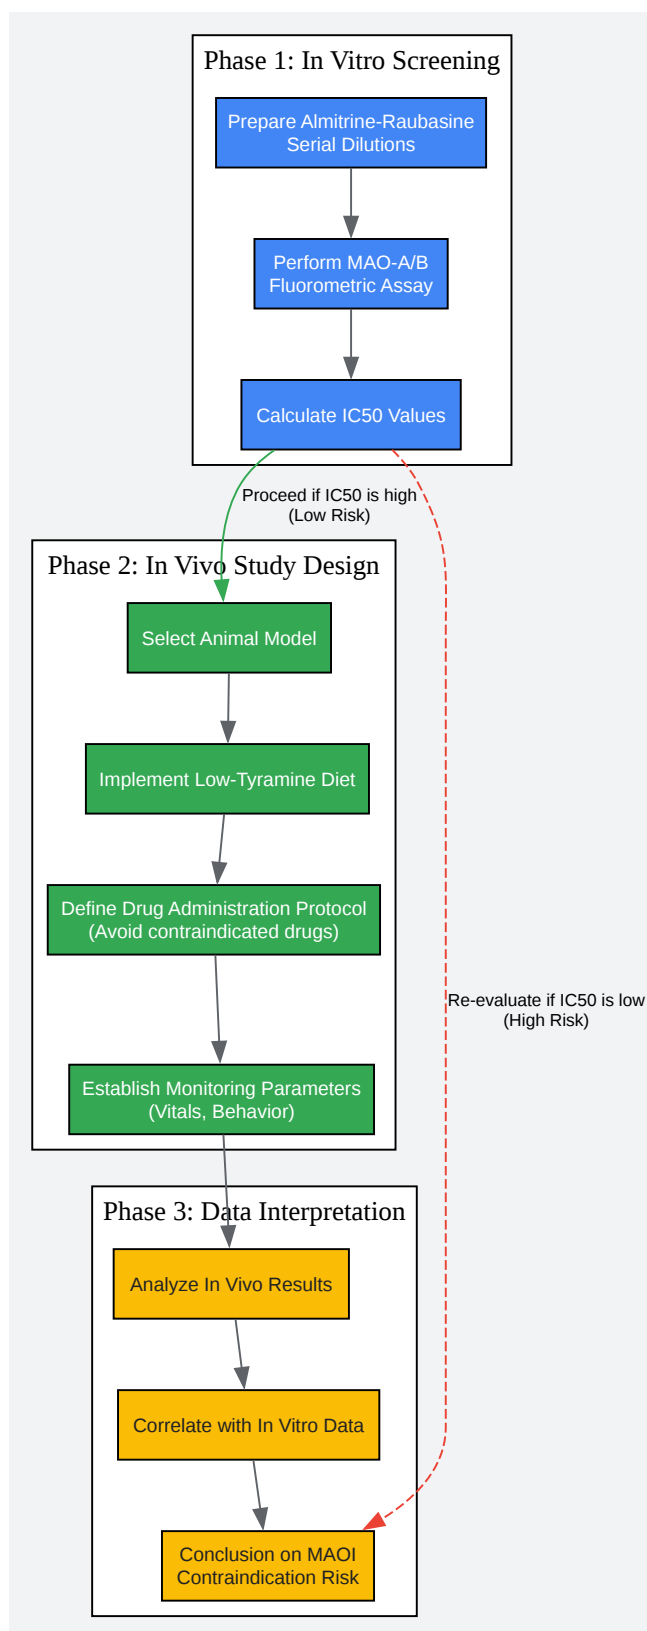 Phase 1: In Vitro Screening
Prepare Almitrine-Raubasine
Serial Dilutions
Perform MAO-A/B
Fluorometric Assay
Calculate IC50 Values
Proceed if IC50 is high
(Low Risk)
Phase 2: In Vivo Study Design
Select Animal Model
Implement Low-Tyramine Diet
Define Drug Administration Protocol
(Avoid contraindicated drugs)
Re-evaluate if IC50 is low
(High Risk)
Establish Monitoring Parameters
(Vitals, Behavior)
Phase 3: Data Interpretation
Analyze In Vivo Results
Correlate with In Vitro Data
Conclusion on MAOI
Contraindication Risk